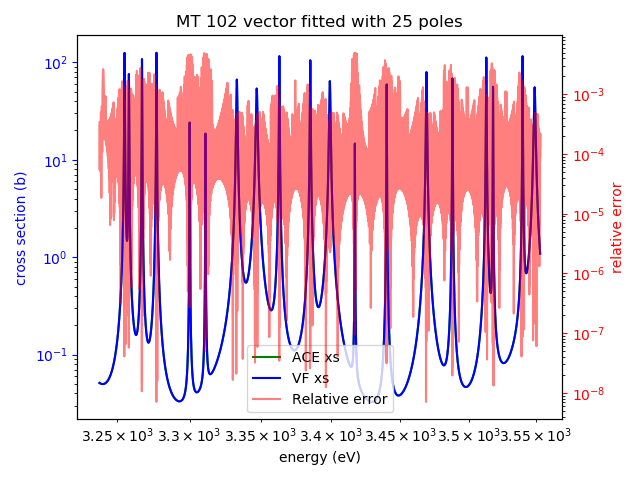 MT 102 vector fitted with 25 poles
cross section (b)
10²
10¹
10⁰
10⁻¹
10⁻³
10⁻⁴
10⁻⁵
10⁻⁶
10⁻⁷
10⁻⁸
relative error
ACE xs
VF xs
Relative error
3.25 × 10³ 3.3 × 10³ 3.35 × 10³ 3.4 × 10³ 3.45 × 10³ 3.5 × 10³ 3.55 × 10³
energy (eV)